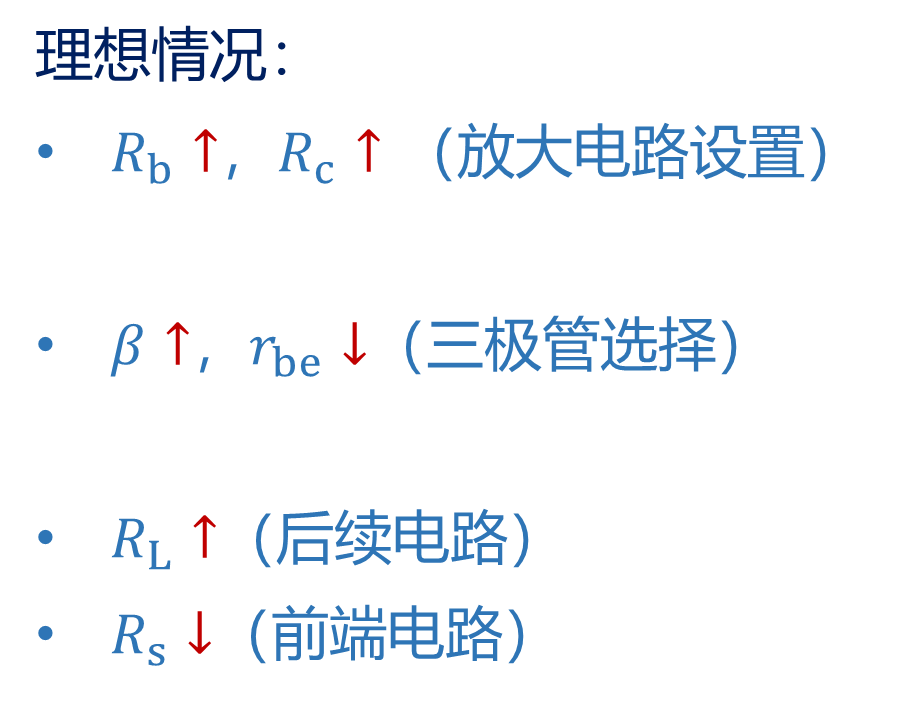 理想情况：
• Rb ↑，Rc ↑（放大电路设置）
• β ↑，rbe ↓（三极管选择）
• RL ↑（后续电路）
• Rs ↓（前端电路）